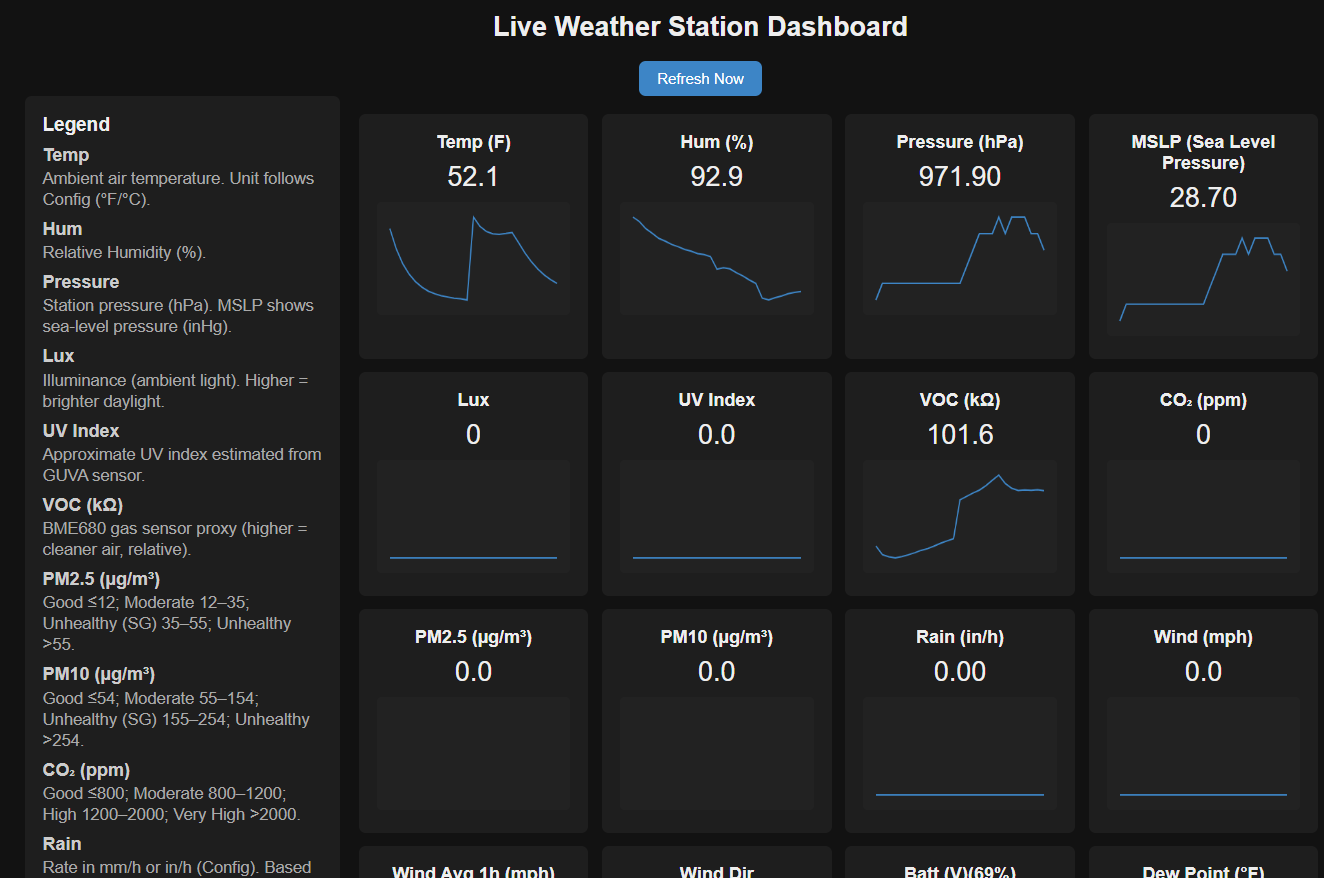 Live Weather Station Dashboard
Refresh Now
Legend
Temp
Ambient air temperature. Unit follows
Config (°F/°C).
Hum
Relative Humidity (%).
Pressure
Station pressure (hPa). MSLP shows
sea-level pressure (inHg).
Lux
Illuminance (ambient light). Higher =
brighter daylight.
UV Index
Approximate UV index estimated from
GUVA sensor.
VOC (kΩ)
BME680 gas sensor proxy (higher =
cleaner air, relative).
PM2.5 (µg/m³)
Good ≤12; Moderate 12–35;
Unhealthy (SG) 35–55; Unhealthy
>55.
PM10 (µg/m³)
Good ≤54; Moderate 55–154;
Unhealthy (SG) 155–254; Unhealthy
>254.
CO₂ (ppm)
Good ≤800; Moderate 800–1200;
High 1200–2000; Very High >2000.
Rain
Rate in mm/h or in/h (Config). Based
Temp (F)
52.1
Hum (%)
92.9
Pressure (hPa)
971.90
MSLP (Sea Level
Pressure)
28.70
Lux
0
UV Index
0.0
VOC (kΩ)
101.6
CO₂ (ppm)
0
PM2.5 (µg/m³)
0.0
PM10 (µg/m³)
0.0
Rain (in/h)
0.00
Wind (mph)
0.0
Wind Avg 1h (mph)
Wind Dir
Batt (V)(69%)
Dew Point (°F)